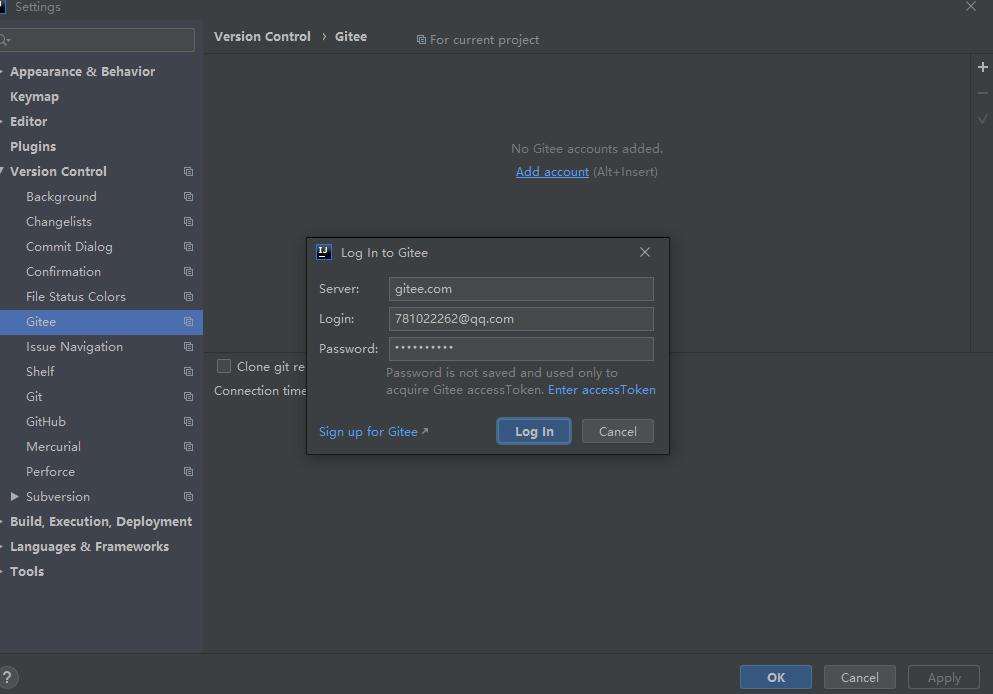 Settings
Version Control › Gitee
For current project
Appearance & Behavior
Keymap
Editor
Plugins
Version Control
Background
Changelists
Commit Dialog
Confirmation
File Status Colors
Gitee
Issue Navigation
Shelf
Git
GitHub
Mercurial
Perforce
Subversion
Build, Execution, Deployment
Languages & Frameworks
Tools
No Gitee accounts added.
Add account (Alt+Insert)
Clone git re
Connection time
IJ
Log In to Gitee
Server: gitee.com
Login: 781022262@qq.com
Password: ••••••••••
Password is not saved and used only to
acquire Gitee accessToken. Enter accessToken
Sign up for Gitee
Log In
Cancel
?
OK
Cancel
Apply